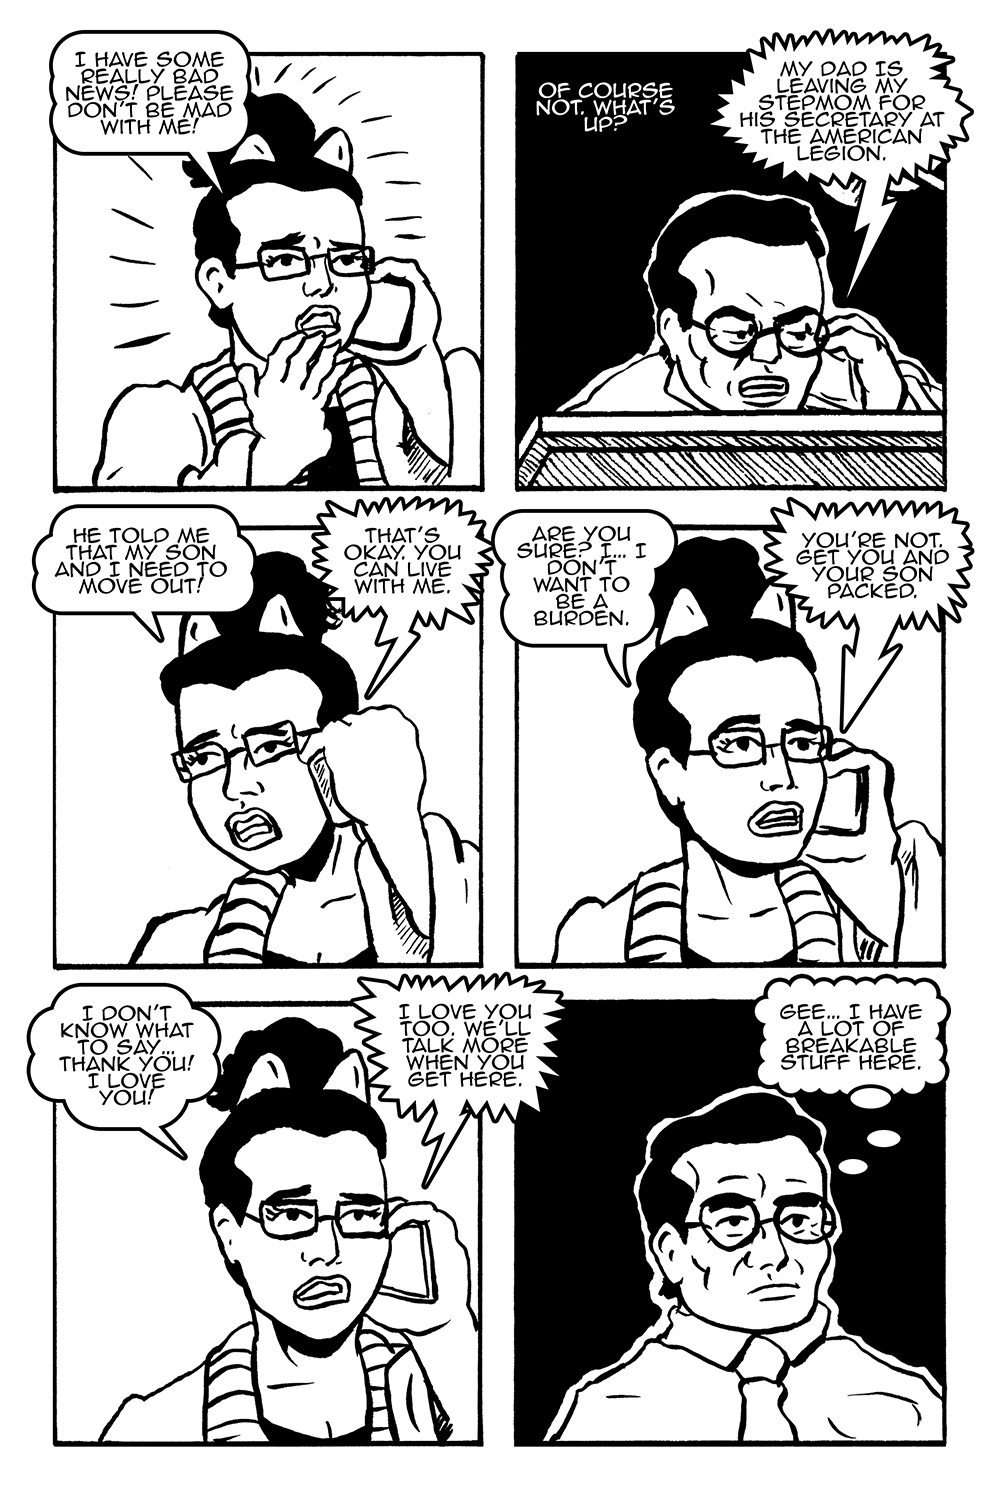 I HAVE SOME
REALLY BAD
NEWS! PLEASE
DON'T BE MAD
WITH ME!
OF COURSE
NOT. WHAT'S
UP?
MY DAD IS
LEAVING MY
STEPMOM FOR
HIS SECRETARY AT
THE AMERICAN
LEGION.
HE TOLD ME
THAT MY SON
AND I NEED TO
MOVE OUT!
THAT'S
OKAY. YOU
CAN LIVE
WITH ME.
ARE YOU
SURE? I... I
DON'T
WANT TO
BE A
BURDEN.
YOU'RE NOT.
GET YOU AND
YOUR SON
PACKED.
I DON'T
KNOW WHAT
TO SAY...
THANK YOU!
I LOVE
YOU!
I LOVE YOU
TOO. WE'LL
TALK MORE
WHEN YOU
GET HERE.
GEE... I HAVE
A LOT OF
BREAKABLE
STUFF HERE.